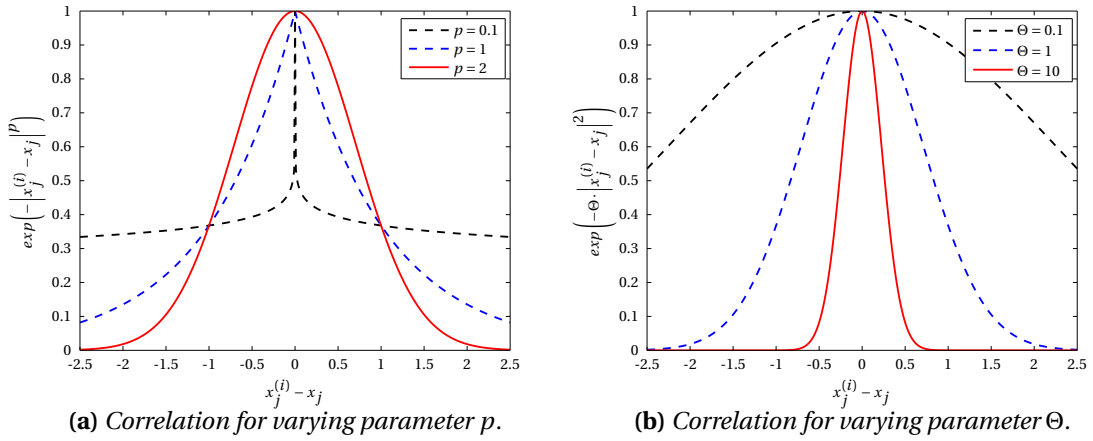 exp(−|x_j^(i) − x_j|^p)
1
0.9
0.8
0.7
0.6
0.5
0.4
0.3
0.2
0.1
0
p = 0.1
p = 1
p = 2
-2.5 -2 -1.5 -1 -0.5 0 0.5 1 1.5 2 2.5
x_j^(i) − x_j
(a) Correlation for varying parameter p.
exp(−Θ·|x_j^(i) − x_j|^2)
1
0.9
0.8
0.7
0.6
0.5
0.4
0.3
0.2
0.1
0
Θ = 0.1
Θ = 1
Θ = 10
-2.5 -2 -1.5 -1 -0.5 0 0.5 1 1.5 2 2.5
x_j^(i) − x_j
(b) Correlation for varying parameter Θ.